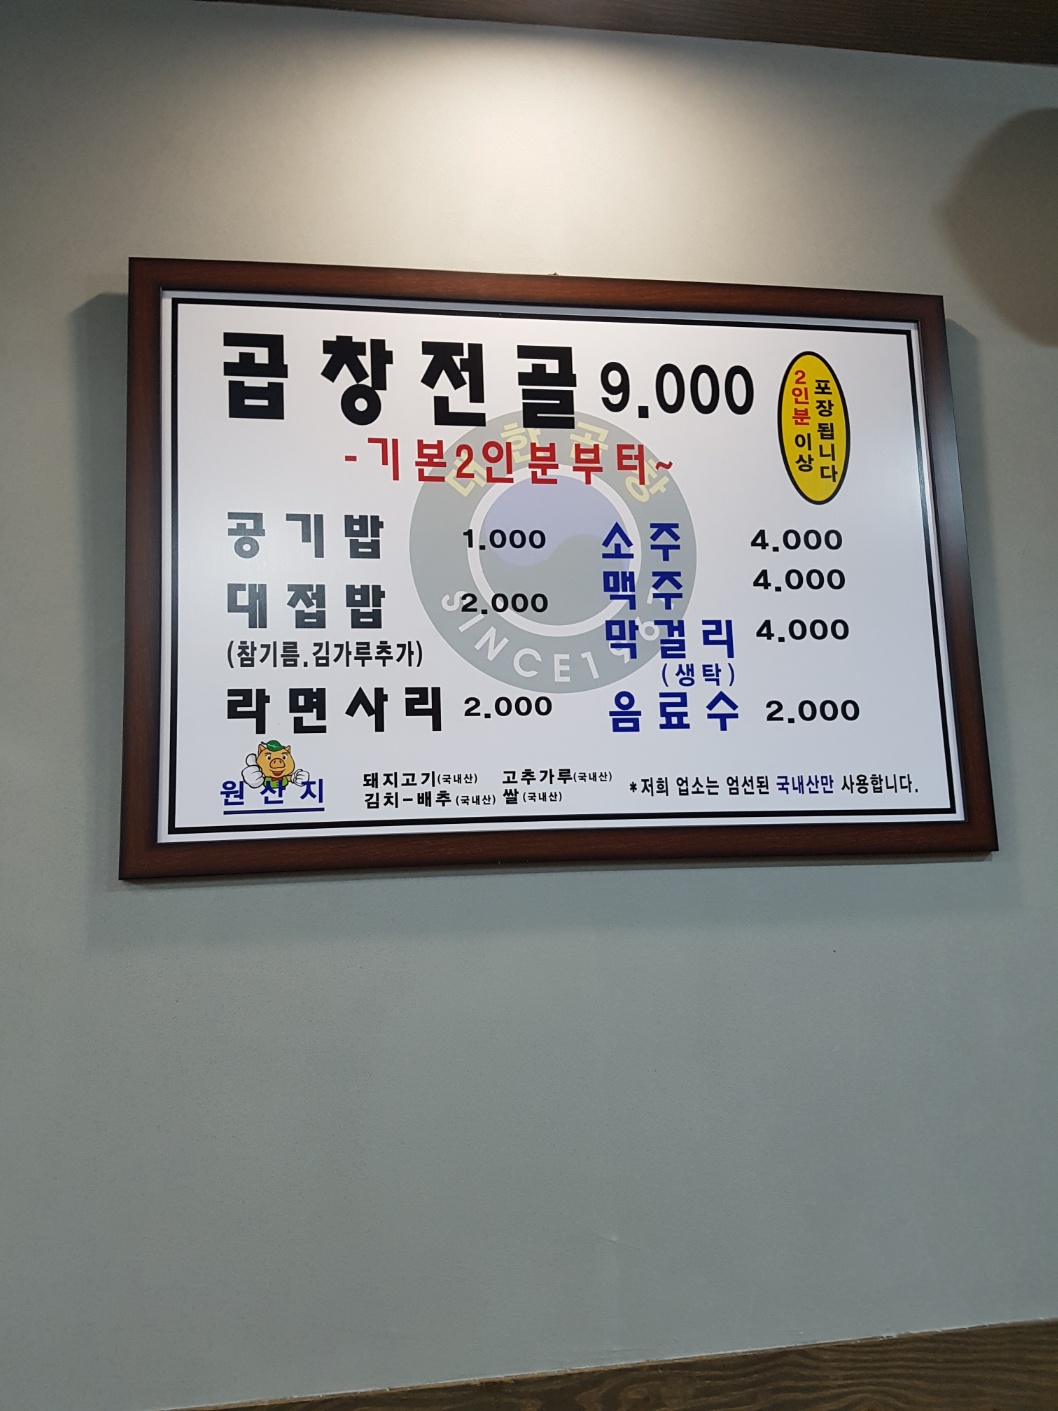 곱창전골 9.000
-기본2인분부터~
2인분 이상
포장됩니다
대한곱창
SINCE196
공기밥 1.000
대접밥 2.000
(참기름.김가루추가)
라면사리 2.000
소주 4.000
맥주 4.000
막걸리 4.000
(생탁)
음료수 2.000
원산지
돼지고기(국내산) 고추가루(국내산)
김치-배추(국내산) 쌀(국내산)
*저희 업소는 엄선된 국내산만 사용합니다.